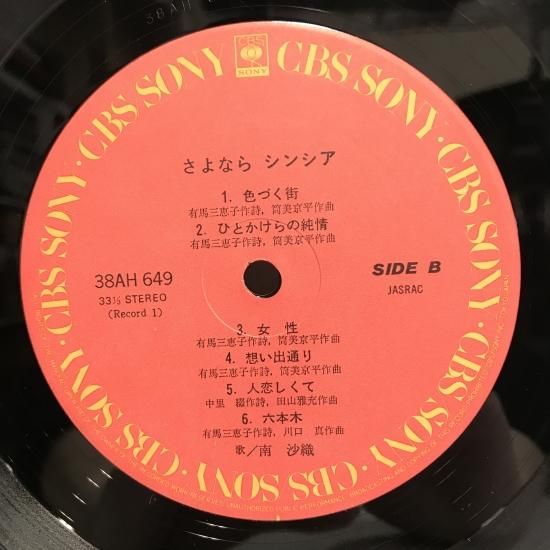 38AH
CBS
SONY
CBS SONY · CBS SONY · CBS SONY · CBS SONY · CBS SONY · CBS SONY
さよなら シンシア
1. 色づく街
有馬三恵子作詩, 筒美京平作曲
2. ひとかけらの純情
有馬三恵子作詩, 筒美京平作曲
38AH 649
33⅓ STEREO
(Record 1)
SIDE B
JASRAC
3. 女 性
有馬三恵子作詩, 筒美京平作曲
4. 想い出通り
有馬三恵子作詩, 筒美京平作曲
5. 人恋しくて
中里 綴作詩, 田山雅充作曲
6. 六本木
有馬三恵子作詩, 川口 真作曲
歌/南 沙織